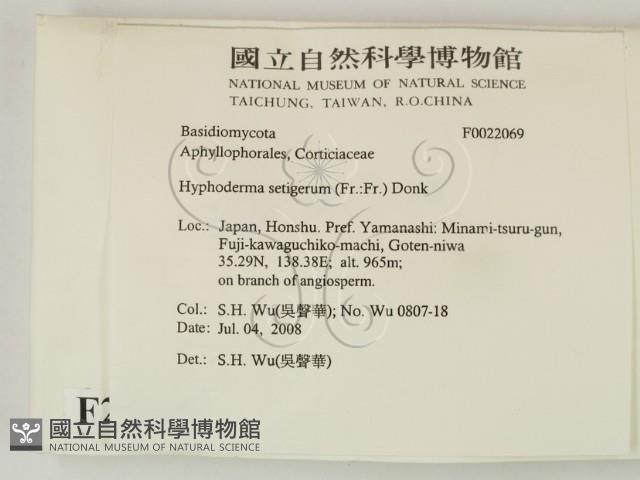 國立自然科學博物館
NATIONAL MUSEUM OF NATURAL SCIENCE
TAICHUNG, TAIWAN, R.O.CHINA
Basidiomycota F0022069
Aphyllophorales, Corticiaceae
Hyphoderma setigerum (Fr.:Fr.) Donk
Loc.: Japan, Honshu. Pref. Yamanashi: Minami-tsuru-gun,
Fuji-kawaguchiko-machi, Goten-niwa
35.29N, 138.38E; alt. 965m;
on branch of angiosperm.
Col.: S.H. Wu(吳聲華); No. Wu 0807-18
Date: Jul. 04, 2008
Det.: S.H. Wu(吳聲華)
國立自然科學博物館
NATIONAL MUSEUM OF NATURAL SCIENCE